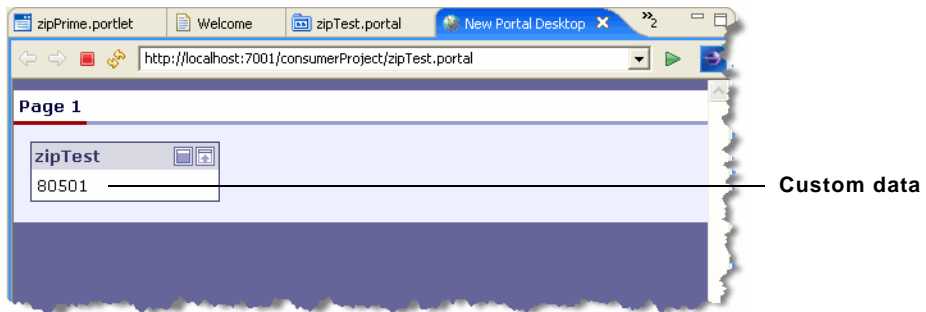 zipPrime.portlet
Welcome
zipTest.portal
New Portal Desktop
»2
http://localhost:7001/consumerProject/zipTest.portal
Page 1
zipTest
80501
Custom data